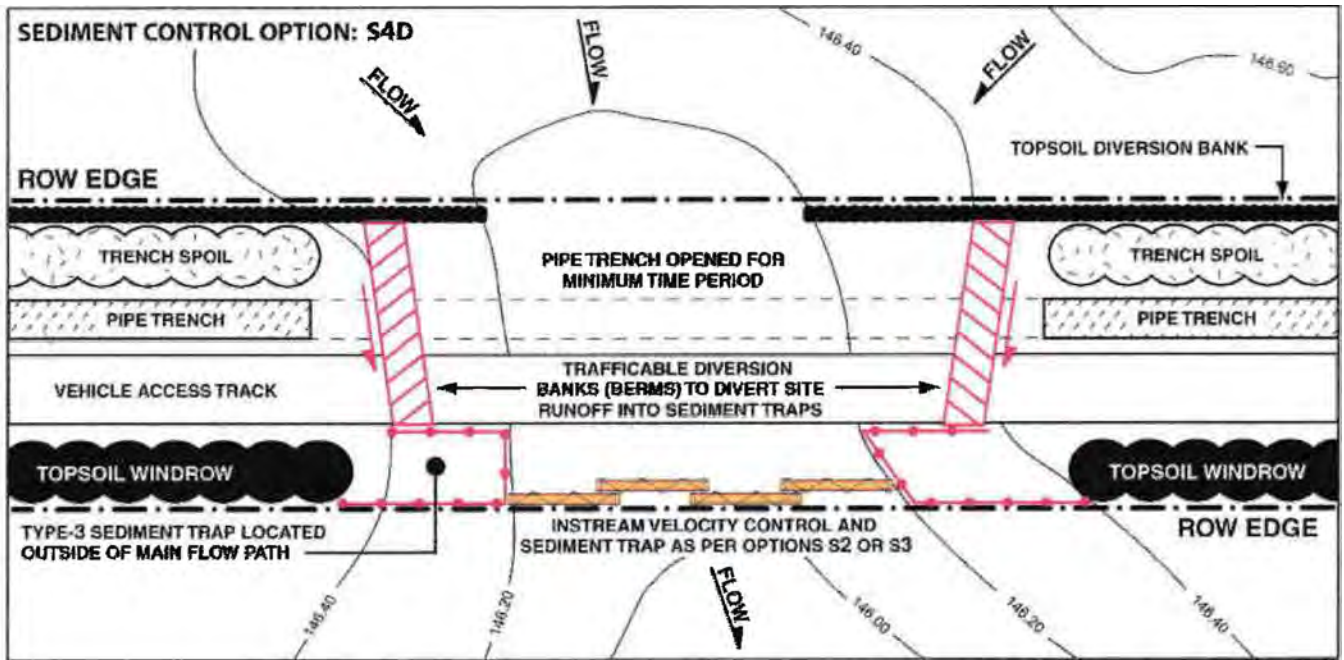 SEDIMENT CONTROL OPTION: S4D
FLOW
FLOW
FLOW
146.40
146.60
TOPSOIL DIVERSION BANK
ROW EDGE
TRENCH SPOIL
PIPE TRENCH OPENED FOR
MINIMUM TIME PERIOD
TRENCH SPOIL
PIPE TRENCH
PIPE TRENCH
VEHICLE ACCESS TRACK
TRAFFICABLE DIVERSION
BANKS (BERMS) TO DIVERT SITE
RUNOFF INTO SEDIMENT TRAPS
TOPSOIL WINDROW
TOPSOIL WINDROW
TYPE-3 SEDIMENT TRAP LOCATED
OUTSIDE OF MAIN FLOW PATH
INSTREAM VELOCITY CONTROL AND
SEDIMENT TRAP AS PER OPTIONS S2 OR S3
ROW EDGE
146.40
146.20
FLOW
146.00
146.20
146.40